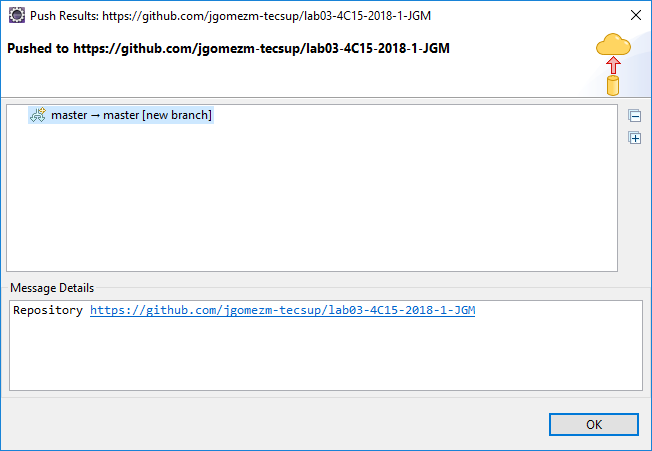 Push Results: https://github.com/jgomezm-tecsup/lab03-4C15-2018-1-JGM
Pushed to https://github.com/jgomezm-tecsup/lab03-4C15-2018-1-JGM
master → master [new branch]
Message Details
Repository https://github.com/jgomezm-tecsup/lab03-4C15-2018-1-JGM
OK